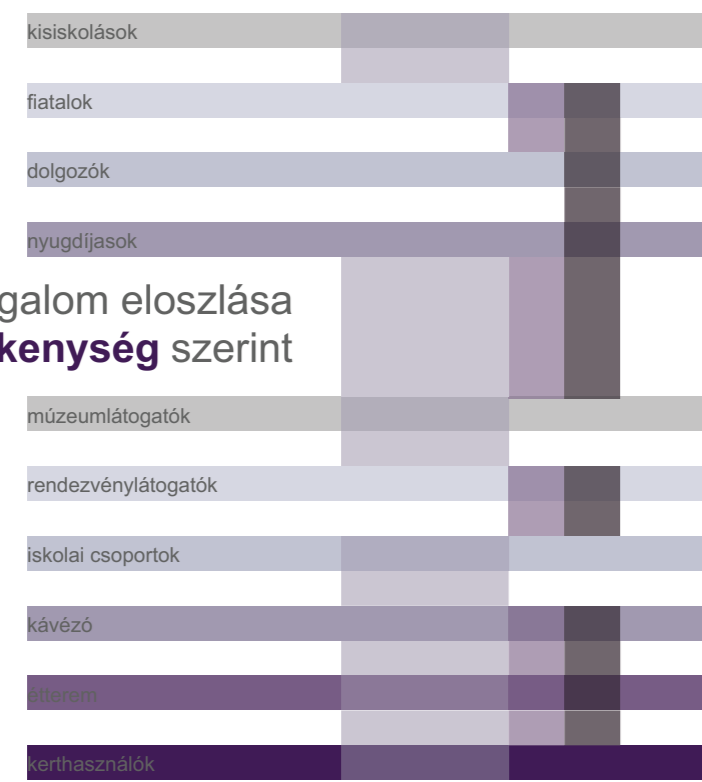 kisiskolások
fiatalok
dolgozók
nyugdíjasok
galom eloszlása
kenység szerint
múzeumlátogatók
rendezvénylátogatók
iskolai csoportok
kávézó
étterem
kerthasználók